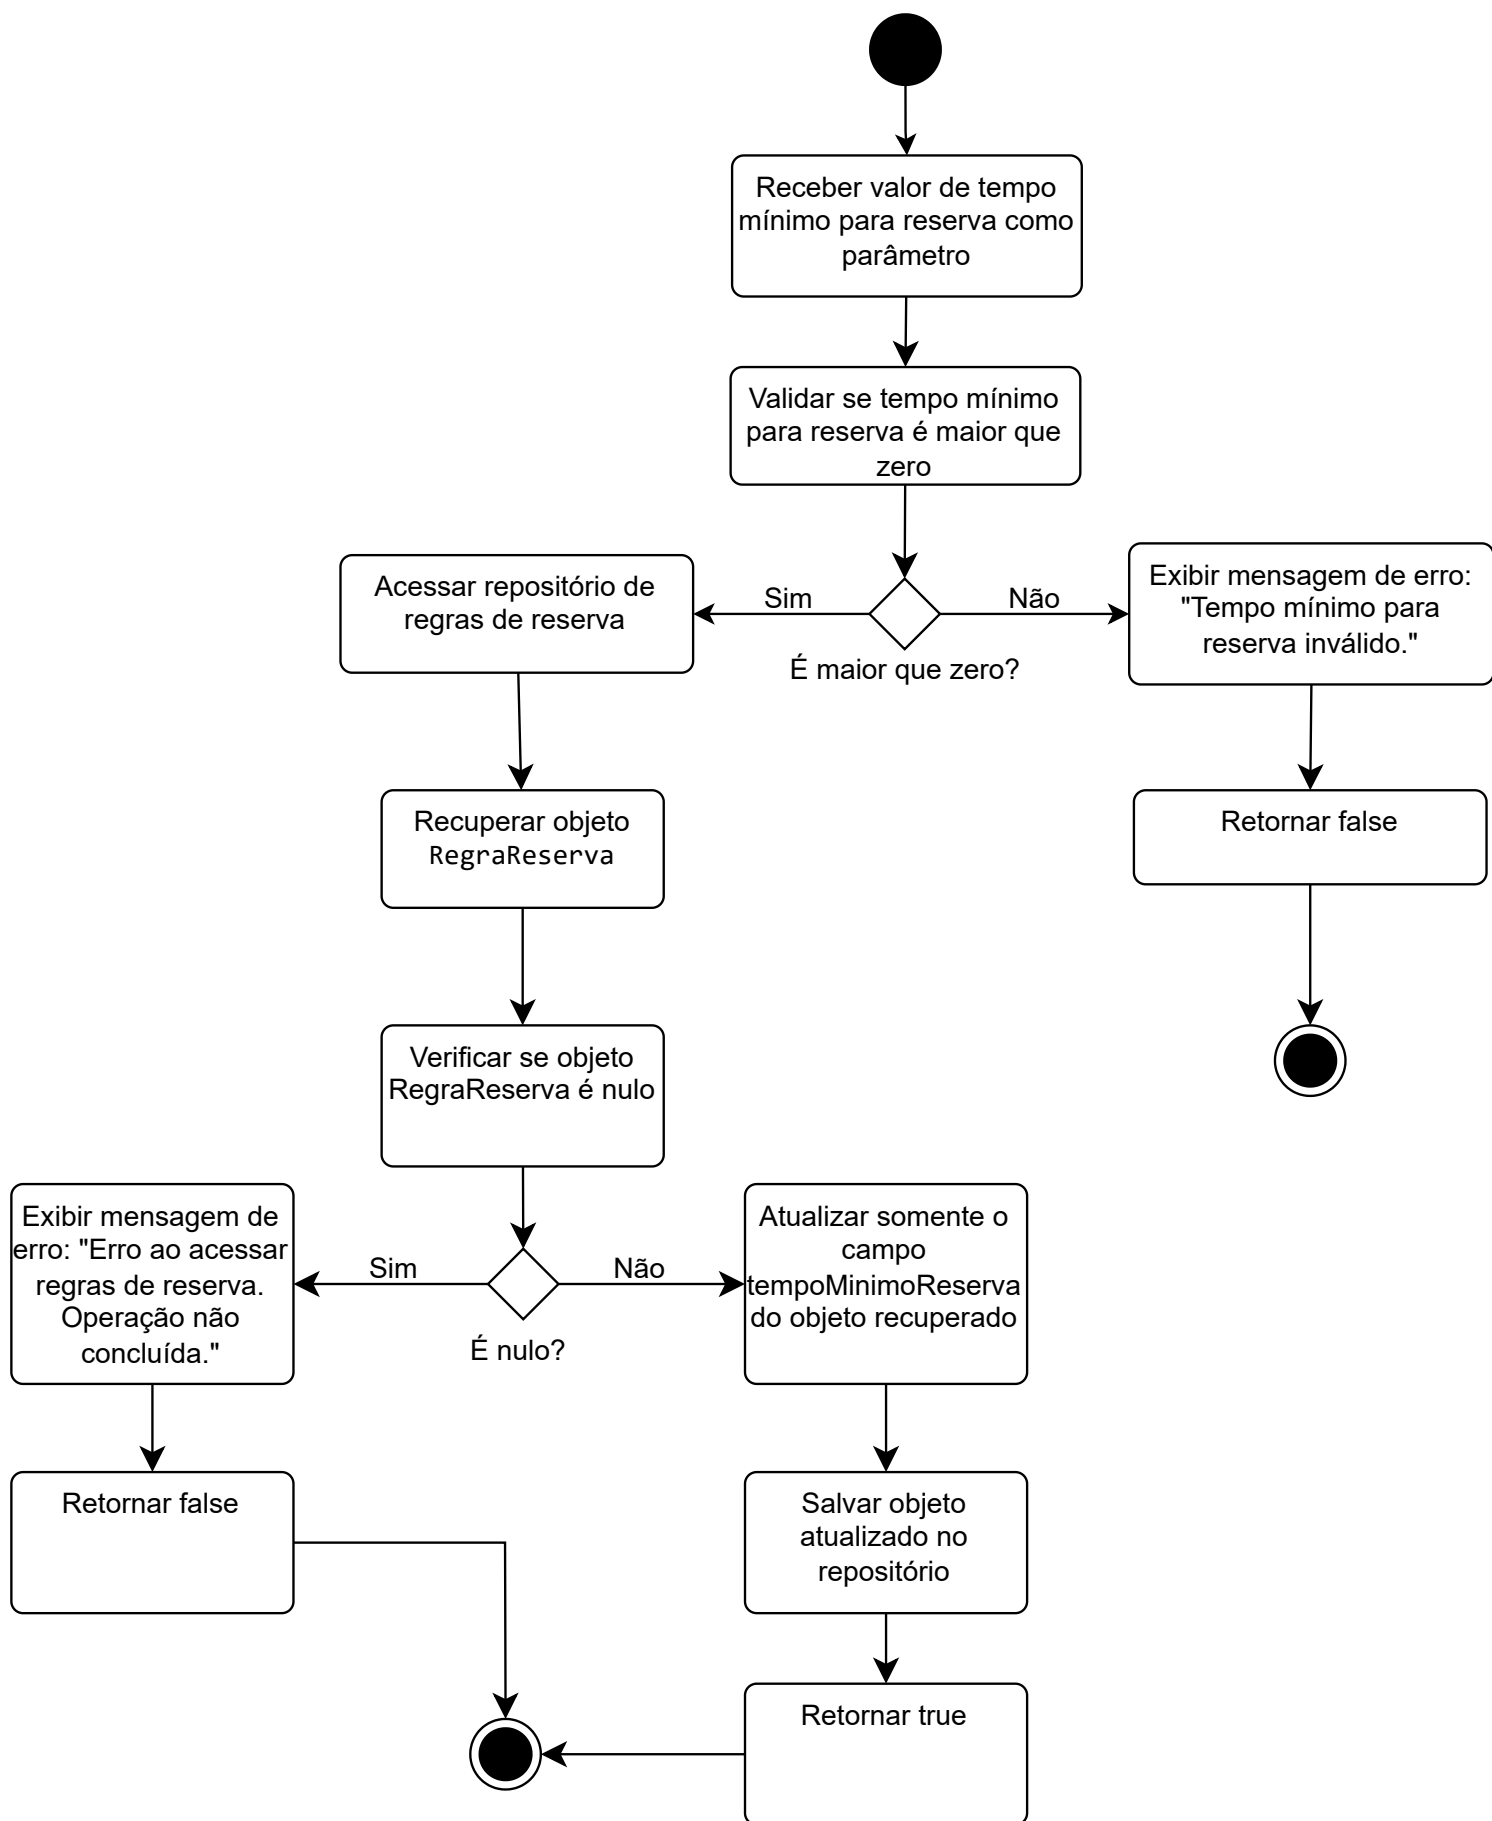 Receber valor de tempo
mínimo para reserva como
parâmetro
Validar se tempo mínimo
para reserva é maior que
zero
Acessar repositório de
regras de reserva
Sim
Não
É maior que zero?
Exibir mensagem de erro:
"Tempo mínimo para
reserva inválido."
Recuperar objeto
RegraReserva
Retornar false
Verificar se objeto
RegraReserva é nulo
Exibir mensagem de
erro: "Erro ao acessar
regras de reserva.
Operação não
concluída."
Sim
Não
É nulo?
Atualizar somente o
campo
tempoMinimoReserva
do objeto recuperado
Retornar false
Salvar objeto
atualizado no
repositório
Retornar true